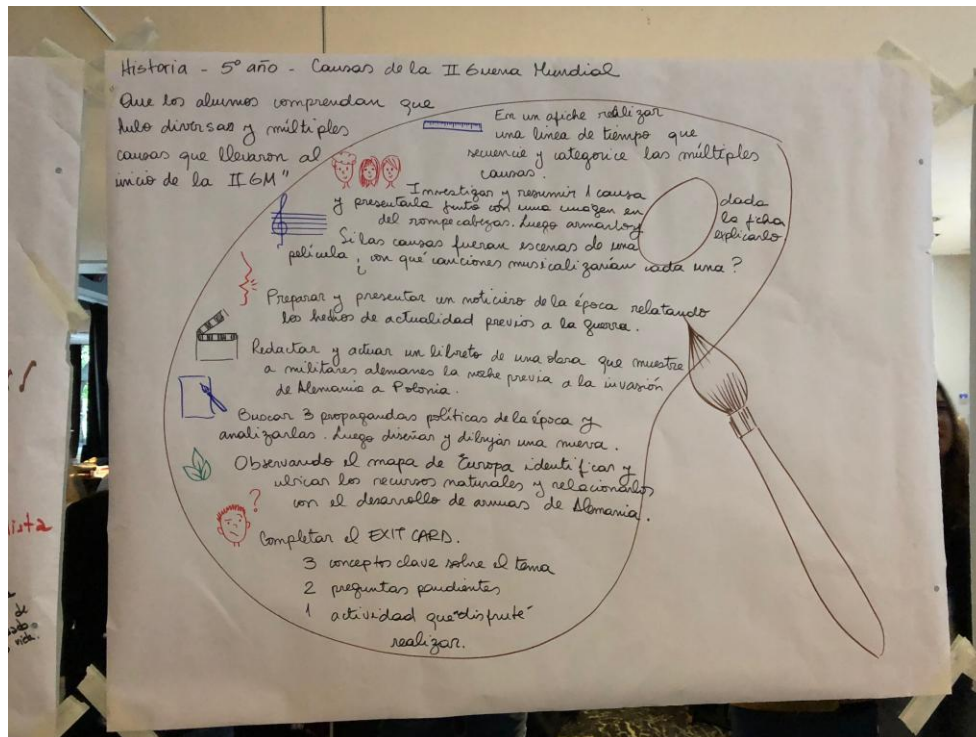 Historia - 5° año - Causas de la II Guerra Mundial
"Que los alumnos comprendan que
hubo diversas y múltiples
causas que llevaron al
inicio de la II GM"
En un afiche realizar
una línea de tiempo que
secuencie y categorice las múltiples
causas.
Investigar y resumir 1 causa dada
y presentarla junto con una imagen en la ficha
del rompecabezas. Luego armarlos y explicarlo
Si las causas fueran escenas de una
película, ¿con qué canciones musicalizarían cada una?
Preparar y presentar un noticiero de la época relatando
los hechos de actualidad previos a la guerra.
Redactar y actuar un libreto de una obra que muestre
a militares alemanes la noche previa a la invasión
de Alemania a Polonia.
Buscar 3 propagandas políticas de la época y
analizarlas. Luego diseñar y dibujar una nueva.
Observando el mapa de Europa identificar y
ubicar los recursos naturales y relacionarlos
con el desarrollo de armas de Alemania.
?
Completar el EXIT CARD.
3 conceptos clave sobre el tema
2 preguntas pendientes
1 actividad que "disfruté"
realizar.
ista
de
vida.